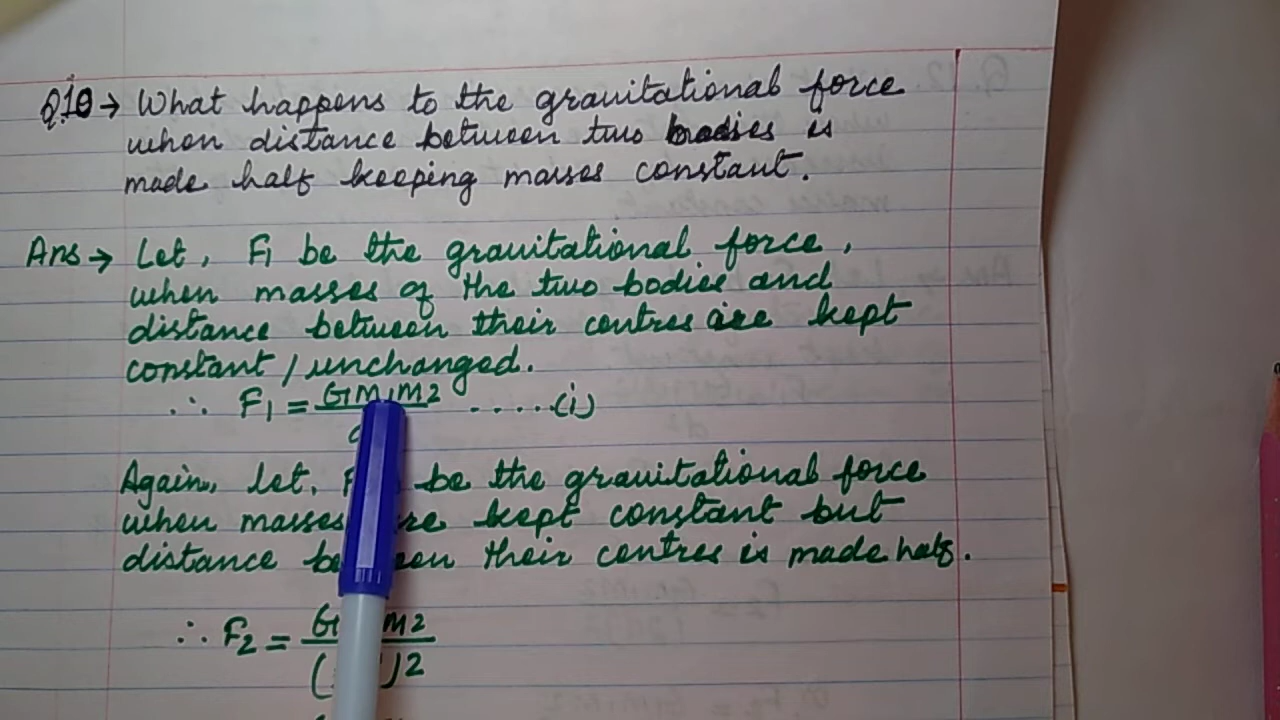 Q.10→ What happens to the gravitational force
when distance between two bodies is
made half keeping masses constant.
Ans→ Let, F1 be the gravitational force,
when masses of the two bodies and
distance between their centres are kept
constant / unchanged.
∴ F1 = GM1M2 .....(i)
Again, let, be the gravitational force
when masses are kept constant but
distance between their centres is made half.
∴ F2 = G M2
( )2